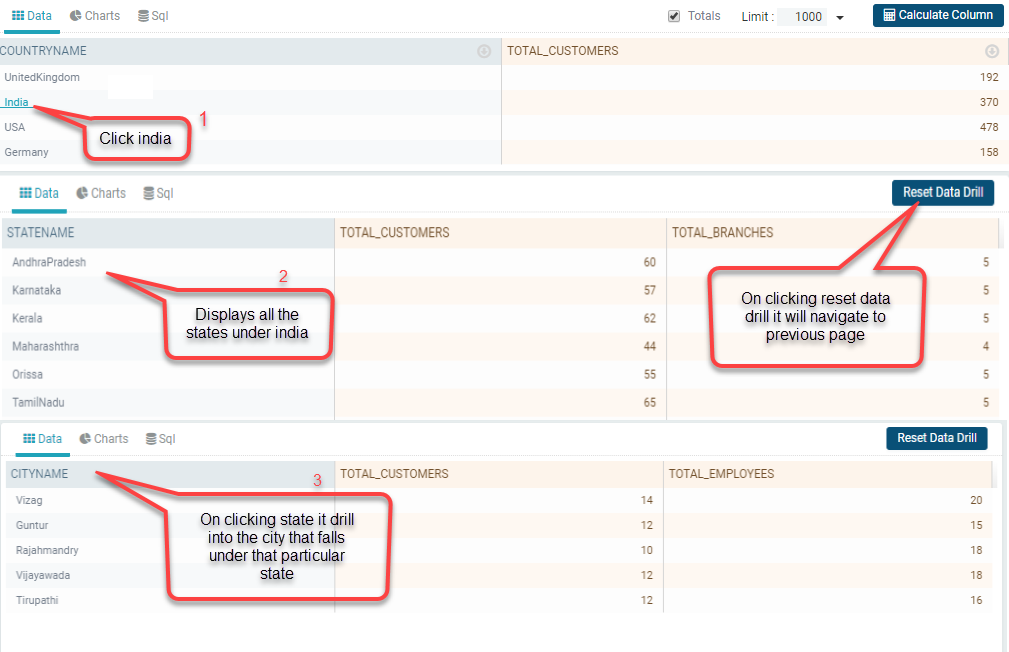 Data Charts Sql Totals Limit : 1000 Calculate Column
COUNTRYNAME TOTAL_CUSTOMERS
UnitedKingdom 192
India 370
1
USA 478
Click india
Germany 158
Data Charts Sql Reset Data Drill
STATENAME TOTAL_CUSTOMERS TOTAL_BRANCHES
AndhraPradesh 60 5
2
Karnataka 57 5
Kerala 62 5
Maharashthra 44 4
Orissa 55 5
TamilNadu 65 5
Displays all the
states under india
On clicking reset data
drill it will navigate to
previous page
Data Charts Sql Reset Data Drill
CITYNAME TOTAL_CUSTOMERS TOTAL_EMPLOYEES
3
Vizag 14 20
Guntur 12 15
Rajahmandry 10 18
Vijayawada 12 18
Tirupathi 12 16
On clicking state it drill
into the city that falls
under that particular
state